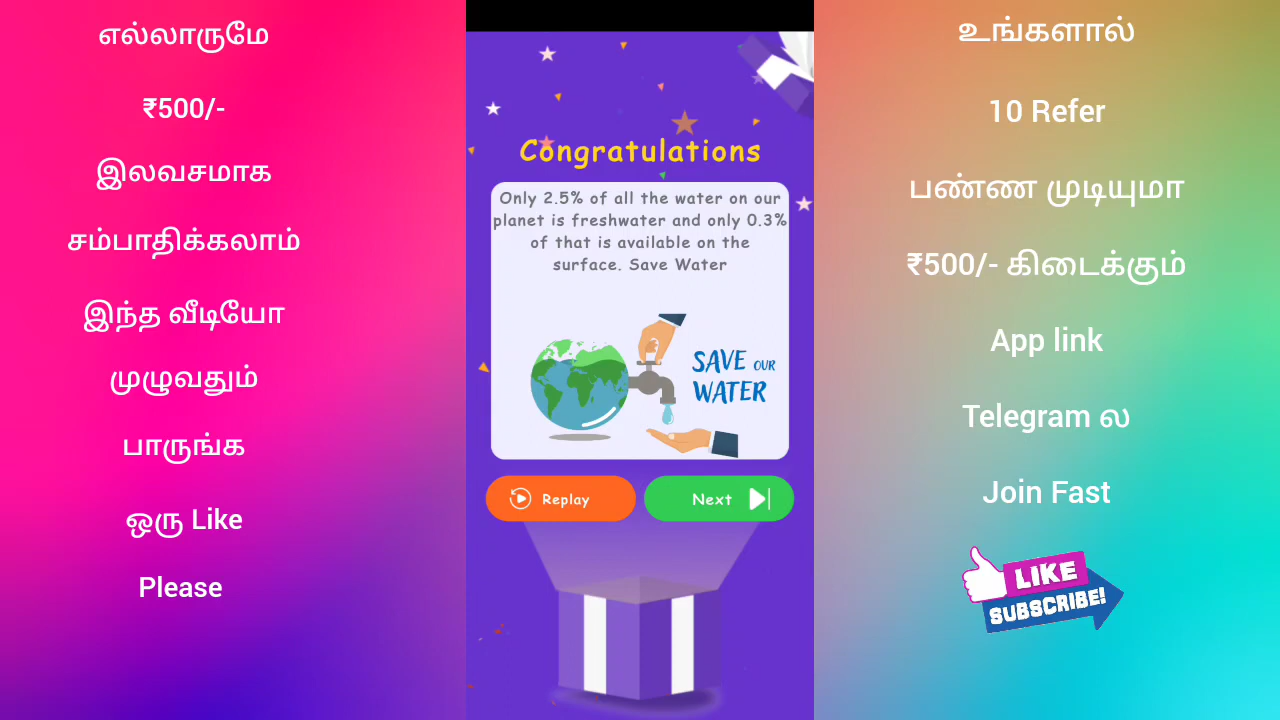 எல்லாருமே
₹500/-
இலவசமாக
சம்பாதிக்கலாம்
இந்த வீடியோ
முழுவதும்
பாருங்க
ஒரு Like
Please
Congratulations
Only 2.5% of all the water on our
planet is freshwater and only 0.3%
of that is available on the
surface. Save Water
SAVE OUR
WATER
Replay
Next
உங்களால்
10 Refer
பண்ண முடியுமா
₹500/- கிடைக்கும்
App link
Telegram ல
Join Fast
LIKE
SUBSCRIBE!